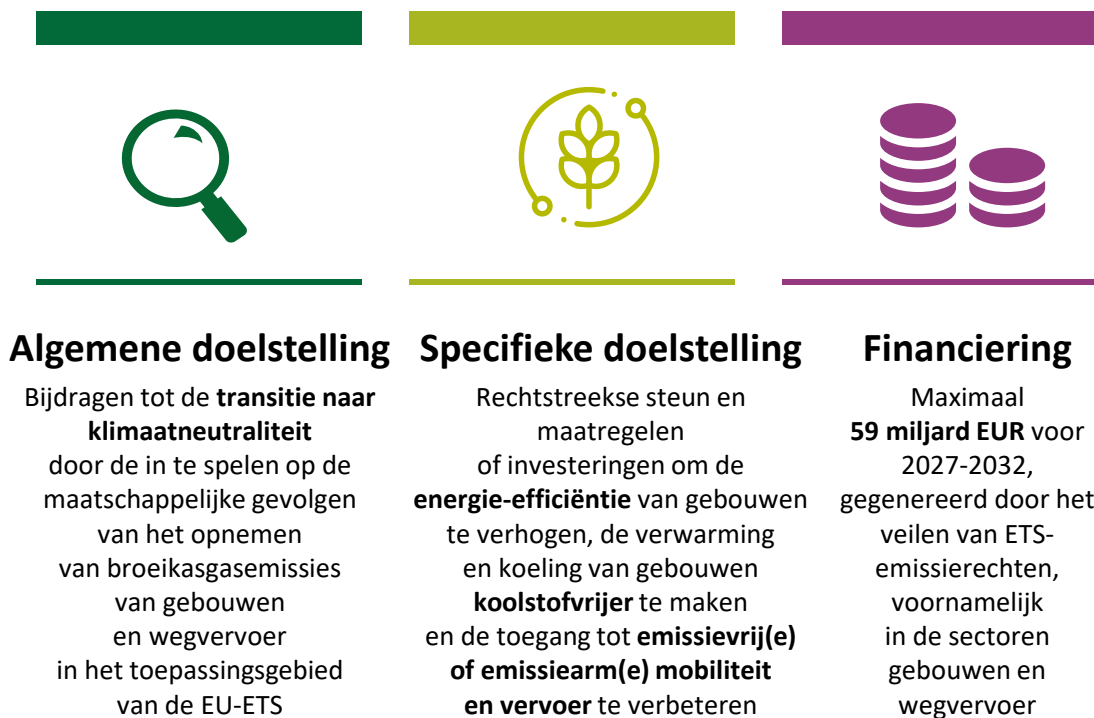 Algemene doelstelling
Bijdragen tot de transitie naar
klimaatneutraliteit
door de in te spelen op de
maatschappelijke gevolgen
van het opnemen
van broeikasgasemissies
van gebouwen
en wegvervoer
in het toepassingsgebied
van de EU-ETS
Specifieke doelstelling
Rechtstreekse steun en
maatregelen
of investeringen om de
energie-efficiëntie van gebouwen
te verhogen, de verwarming
en koeling van gebouwen
koolstofvrijer te maken
en de toegang tot emissievrij(e)
of emissiearm(e) mobiliteit
en vervoer te verbeteren
Financiering
Maximaal
59 miljard EUR voor
2027-2032,
gegenereerd door het
veilen van ETS-
emissierechten,
voornamelijk
in de sectoren
gebouwen en
wegvervoer